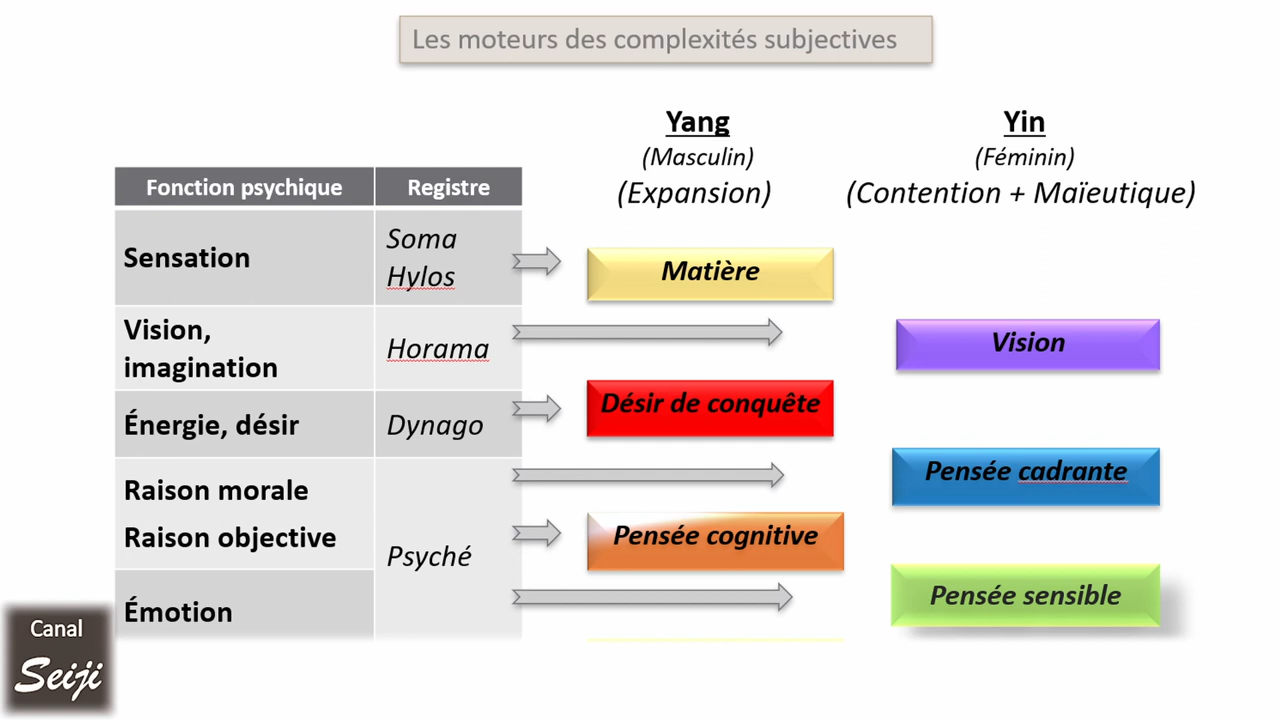 Les moteurs des complexités subjectives
Yang
(Masculin)
(Expansion)
Yin
(Féminin)
(Contention + Maïeutique)
Fonction psychique
Registre
Sensation
Soma
Hylos
Matière
Vision,
imagination
Horama
Vision
Énergie, désir
Dynago
Désir de conquête
Raison morale
Pensée cadrante
Raison objective
Psyché
Pensée cognitive
Émotion
Pensée sensible
Canal
Seiji